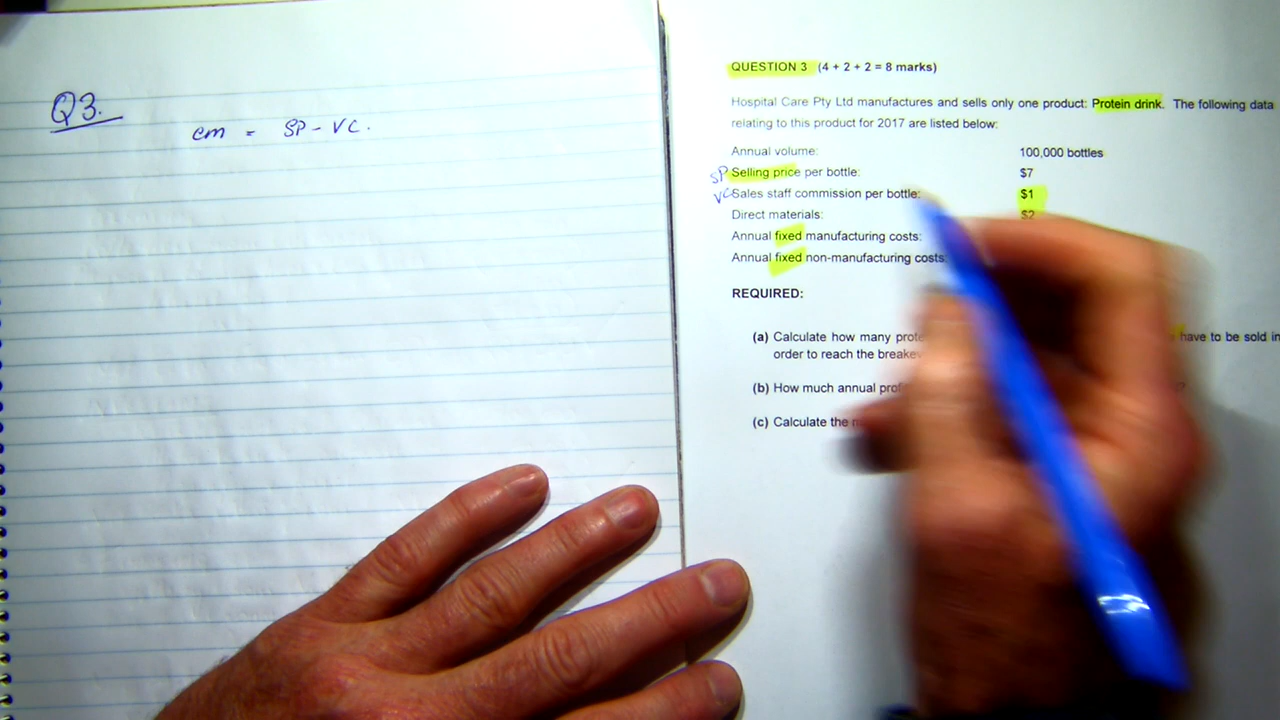 Q3.
cm = SP - VC.
QUESTION 3 (4 + 2 + 2 = 8 marks)
Hospital Care Pty Ltd manufactures and sells only one product: Protein drink. The following data
relating to this product for 2017 are listed below:
Annual volume: 100,000 bottles
SP Selling price per bottle: $7
VC Sales staff commission per bottle: $1
Direct materials: $2
Annual fixed manufacturing costs:
Annual fixed non-manufacturing costs:
REQUIRED:
(a) Calculate how many have to be sold in
order to reach the
(b) How much annual
(c) Calculate the